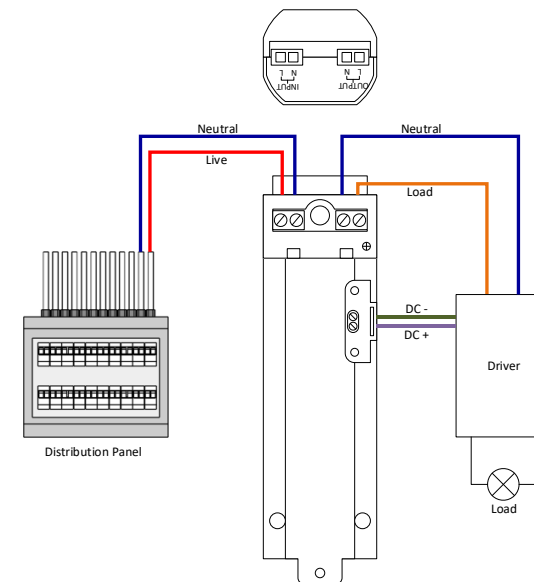 N L
L N
INPUT
OUTPUT
Neutral
Neutral
Live
Load
DC -
DC +
Driver
Distribution Panel
Load